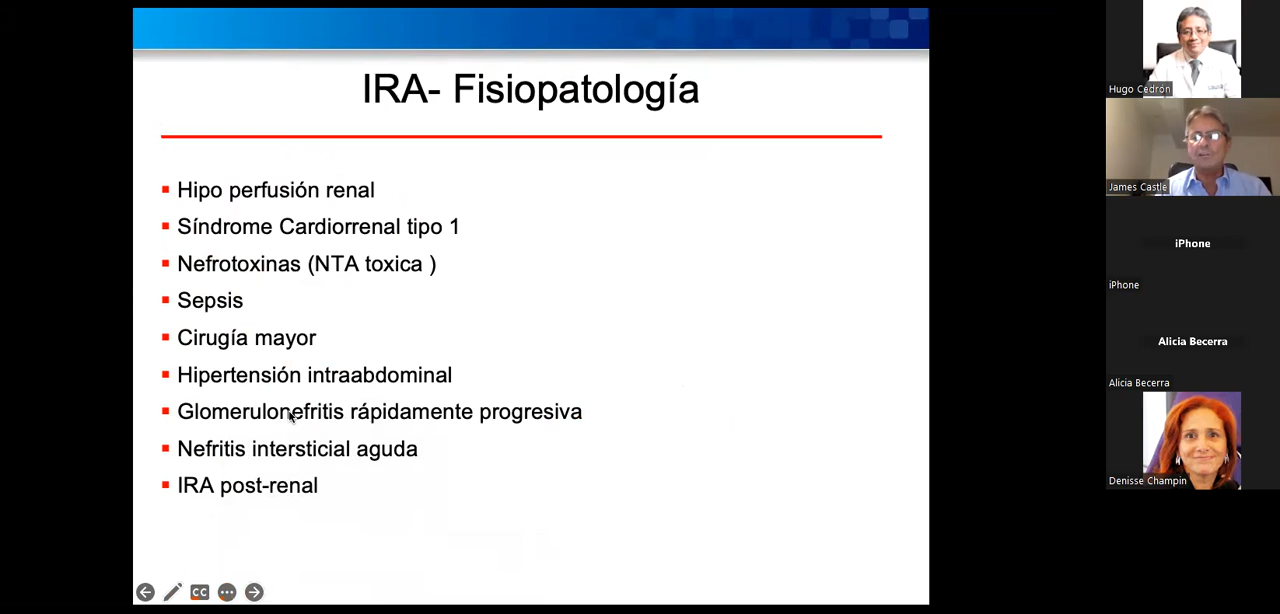 IRA- Fisiopatología
Hipo perfusión renal
Síndrome Cardiorrenal tipo 1
Nefrotoxinas (NTA toxica )
Sepsis
Cirugía mayor
Hipertensión intraabdominal
Glomerulonefritis rápidamente progresiva
Nefritis intersticial aguda
IRA post-renal
CC
Hugo Cedrón
James Castle
iPhone
iPhone
Alicia Becerra
Alicia Becerra
Denisse Champin